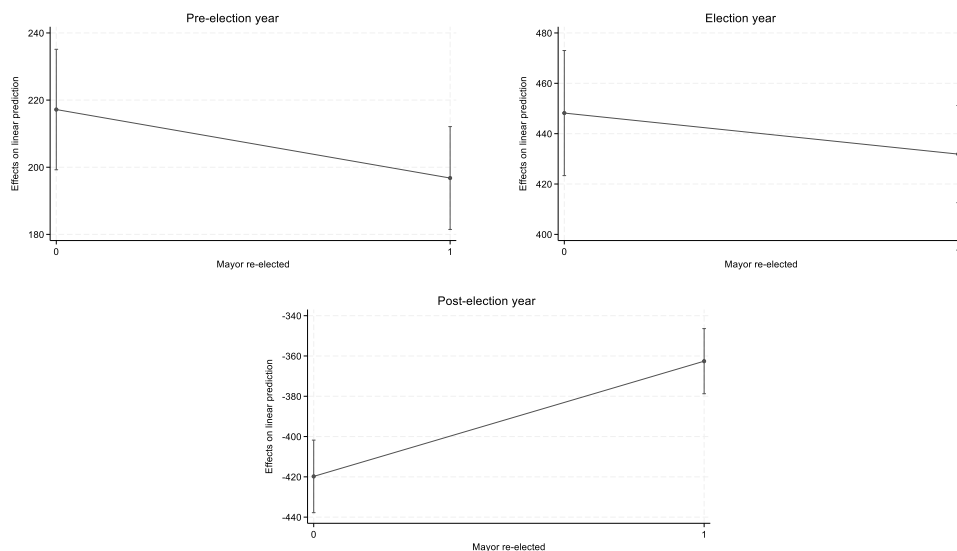 Pre-election year
240
220
200
180
Effects on linear prediction
0
1
Mayor re-elected
Election year
480
460
440
420
400
Effects on linear prediction
0
Mayor re-elected
Post-election year
-340
-360
-380
-400
-420
-440
Effects on linear prediction
0
1
Mayor re-elected